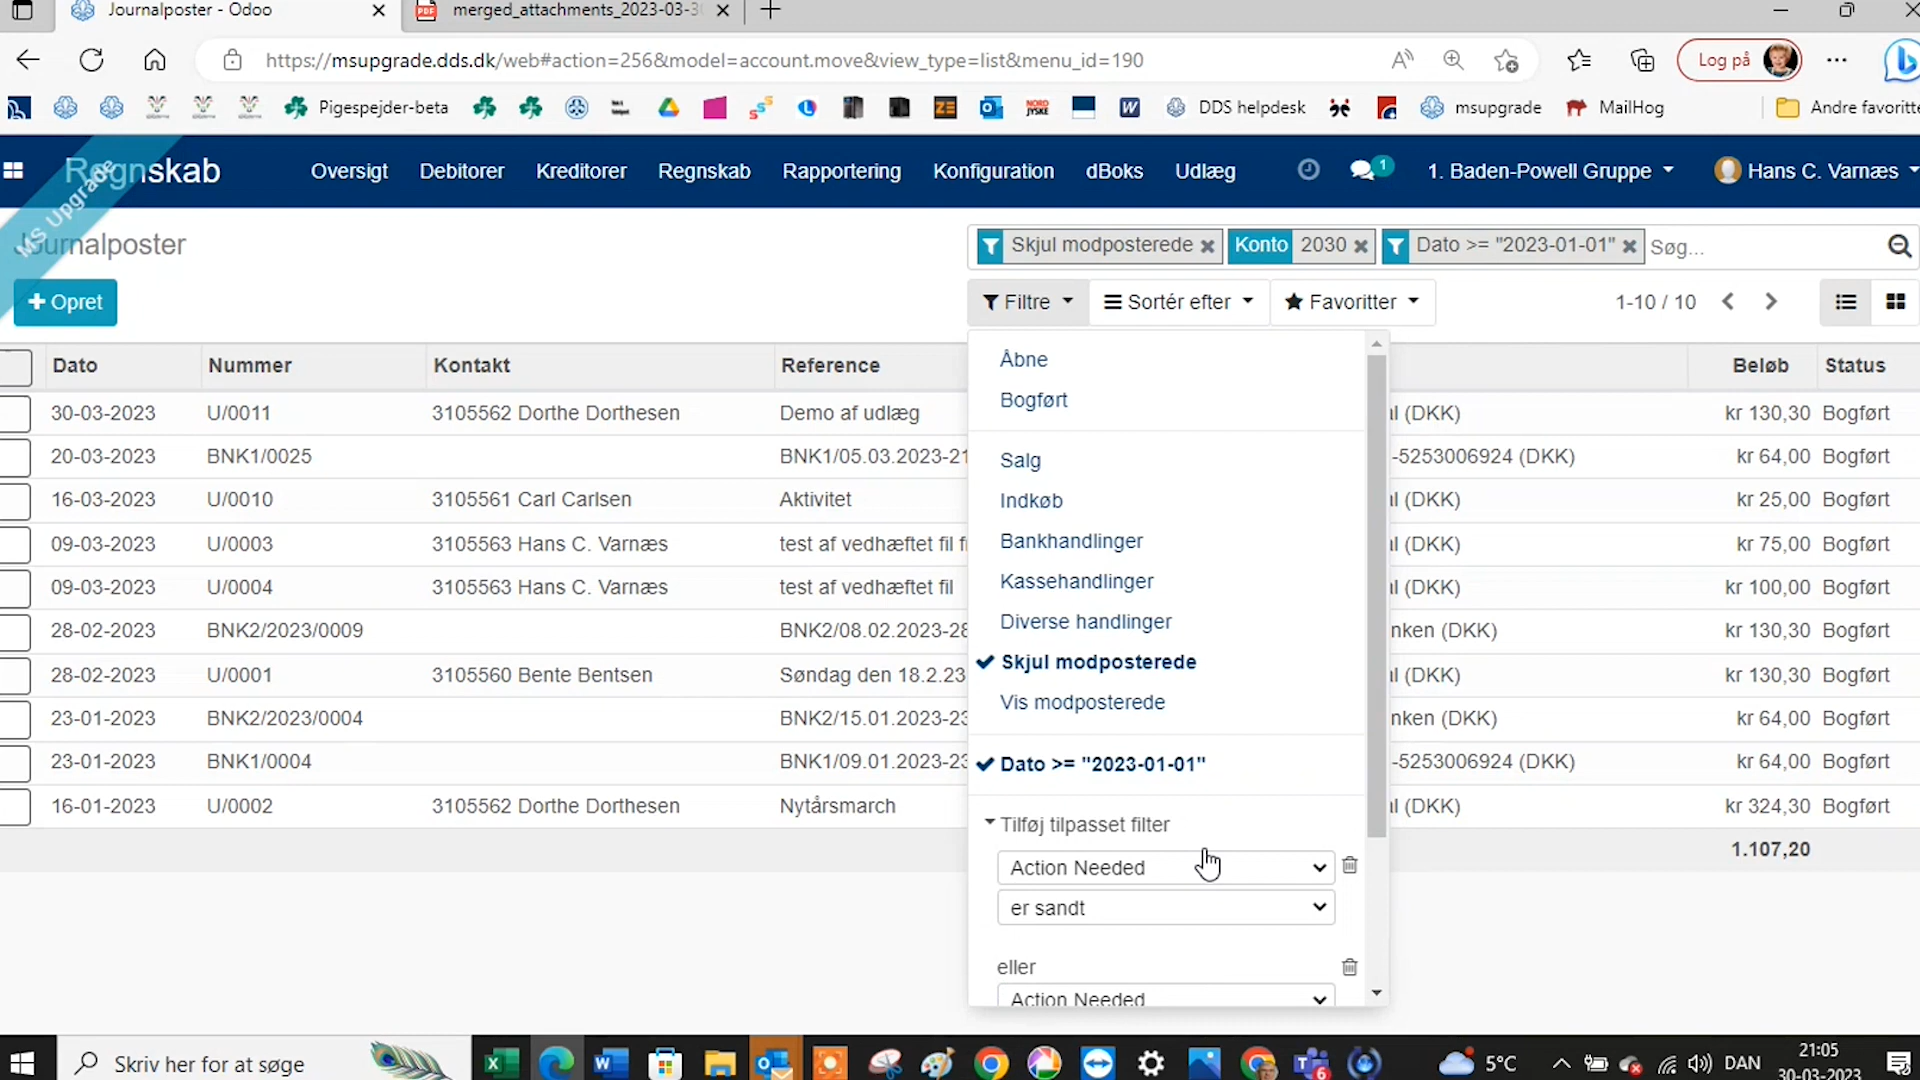 Journalposter - Odoo
merged_attachments_2023-03-3
https://msupgrade.dds.dk/web#action=256&model=account.move&view_type=list&menu_id=190
Log på
Pigespejder-beta
DDS helpdesk
msupgrade
MailHog
Andre favoritte
MS Upgrade
Regnskab
Oversigt Debitorer Kreditorer Regnskab Rapportering Konfiguration dBoks Udlæg
1
1. Baden-Powell Gruppe
Hans C. Varnæs
Journalposter
Skjul modposterede Konto 2030 Dato >= "2023-01-01" Søg...
+ Opret
Filtre Sortér efter Favoritter 1-10 / 10
Dato Nummer Kontakt Reference Beløb Status
30-03-2023 U/0011 3105562 Dorthe Dorthesen Demo af udlæg (DKK) kr 130,30 Bogført
20-03-2023 BNK1/0025 BNK1/05.03.2023-21 -5253006924 (DKK) kr 64,00 Bogført
16-03-2023 U/0010 3105561 Carl Carlsen Aktivitet (DKK) kr 25,00 Bogført
09-03-2023 U/0003 3105563 Hans C. Varnæs test af vedhæftet fil (DKK) kr 75,00 Bogført
09-03-2023 U/0004 3105563 Hans C. Varnæs test af vedhæftet fil (DKK) kr 100,00 Bogført
28-02-2023 BNK2/2023/0009 BNK2/08.02.2023-28 nken (DKK) kr 130,30 Bogført
28-02-2023 U/0001 3105560 Bente Bentsen Søndag den 18.2.23 (DKK) kr 130,30 Bogført
23-01-2023 BNK2/2023/0004 BNK2/15.01.2023-23 nken (DKK) kr 64,00 Bogført
23-01-2023 BNK1/0004 BNK1/09.01.2023-23 -5253006924 (DKK) kr 64,00 Bogført
16-01-2023 U/0002 3105562 Dorthe Dorthesen Nytårsmarch (DKK) kr 324,30 Bogført
1.107,20
Åbne
Bogført
Salg
Indkøb
Bankhandlinger
Kassehandlinger
Diverse handlinger
Skjul modposterede
Vis modposterede
Dato >= "2023-01-01"
Tilføj tilpasset filter
Action Needed
er sandt
eller
Action Needed
Skriv her for at søge
6
5°C
DAN
21:05
30-03-2023